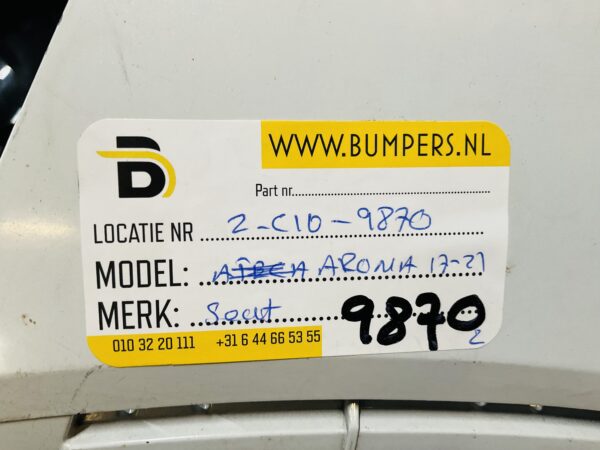 WWW.BUMPERS.NL
B
Part nr.......................................................
LOCATIE NR 2-C10-9870
MODEL: ATECA ARONA 17-21
MERK: Seat 9870
2
010 32 20 111 +31 6 44 66 53 55